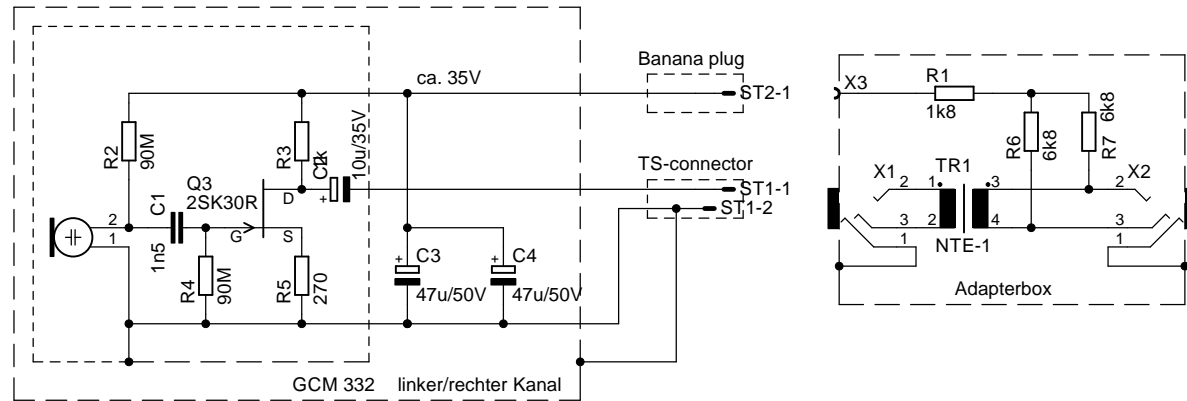 ca. 35V
Banana plug
ST2-1
R2
90M
R3
10u/35V
Q3
2SK30R
D
G
S
+
C1
1n5
2
1
R4
90M
R5
270
TS-connector
ST1-1
ST1-2
+
C3
47u/50V
+
C4
47u/50V
GCM 332 linker/rechter Kanal
X3
R1
1k8
R6
6k8
R7
6k8
X1
2
3
1
TR1
1
2
3
4
NTE-1
X2
2
3
1
Adapterbox